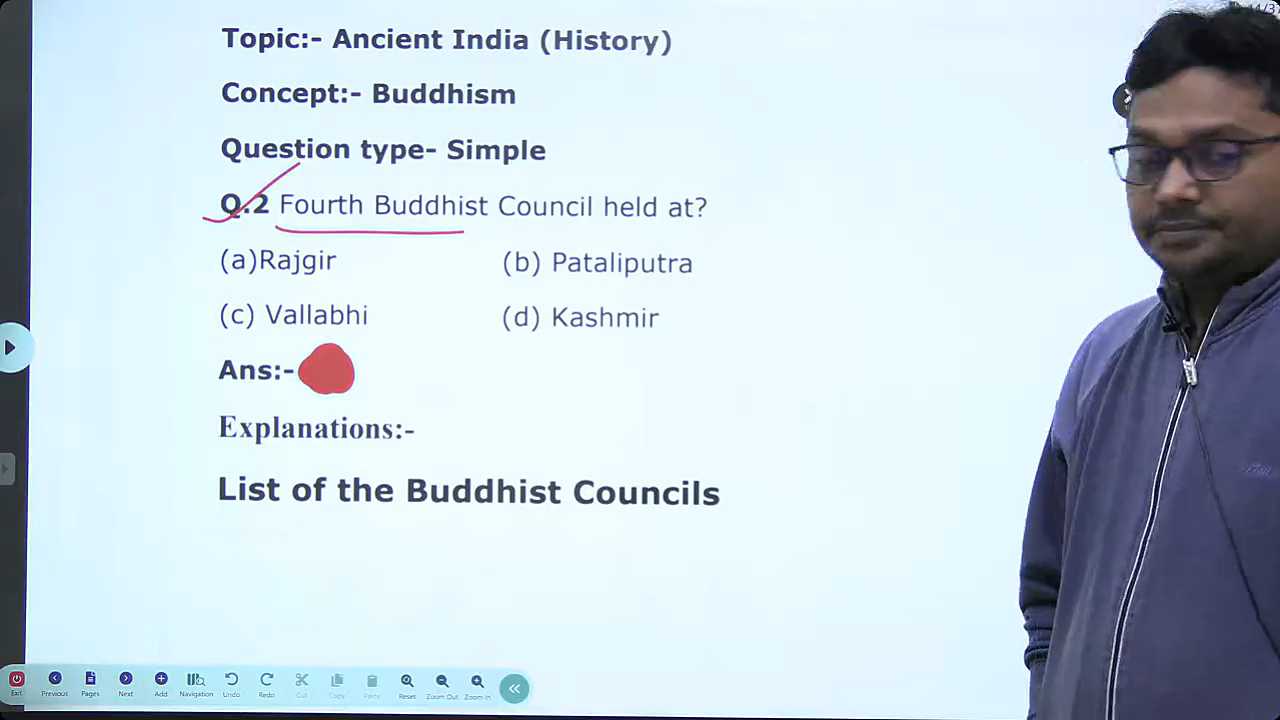 Topic:- Ancient India (History)
Concept:- Buddhism
Question type- Simple
Q.2 Fourth Buddhist Council held at?
(a)Rajgir (b) Pataliputra
(c) Vallabhi (d) Kashmir
Ans:-
Explanations:-
List of the Buddhist Councils
Exit Previous Pages Next Add Navigation Undo Redo Cut Copy Paste Reset Zoom Out Zoom In